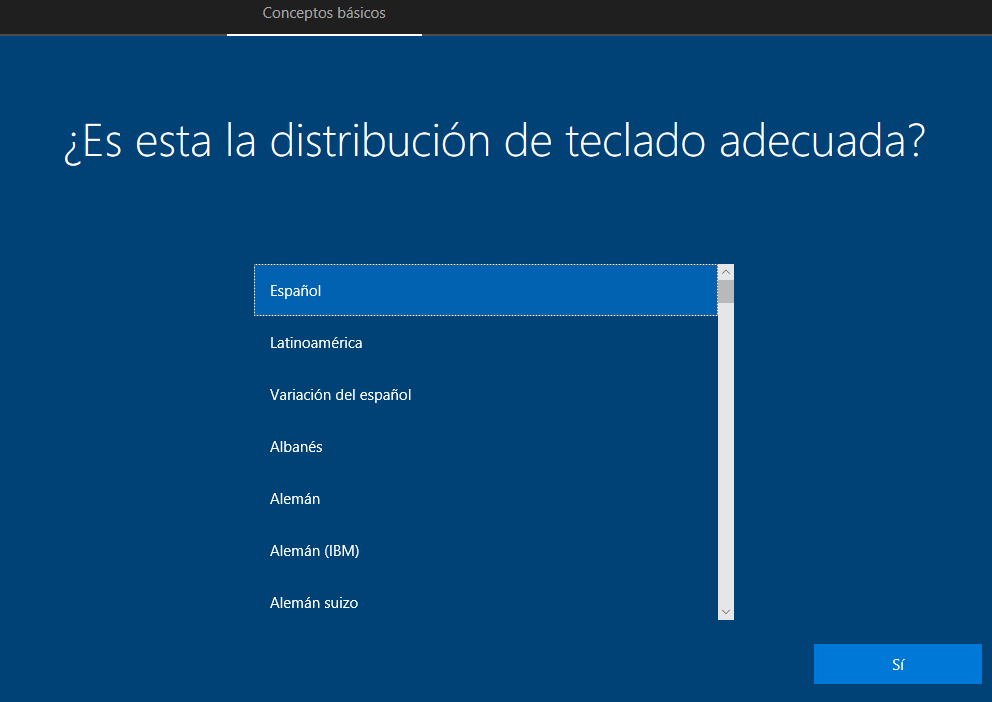 Conceptos básicos
¿Es esta la distribución de teclado adecuada?
Español
Latinoamérica
Variación del español
Albanés
Alemán
Alemán (IBM)
Alemán suizo
Sí